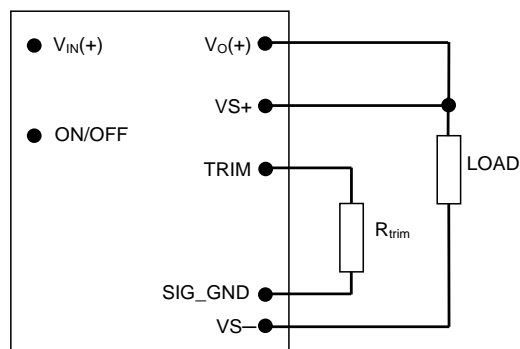 V_IN(+)
V_O(+)
VS+
ON/OFF
TRIM
LOAD
R_trim
SIG_GND
VS─